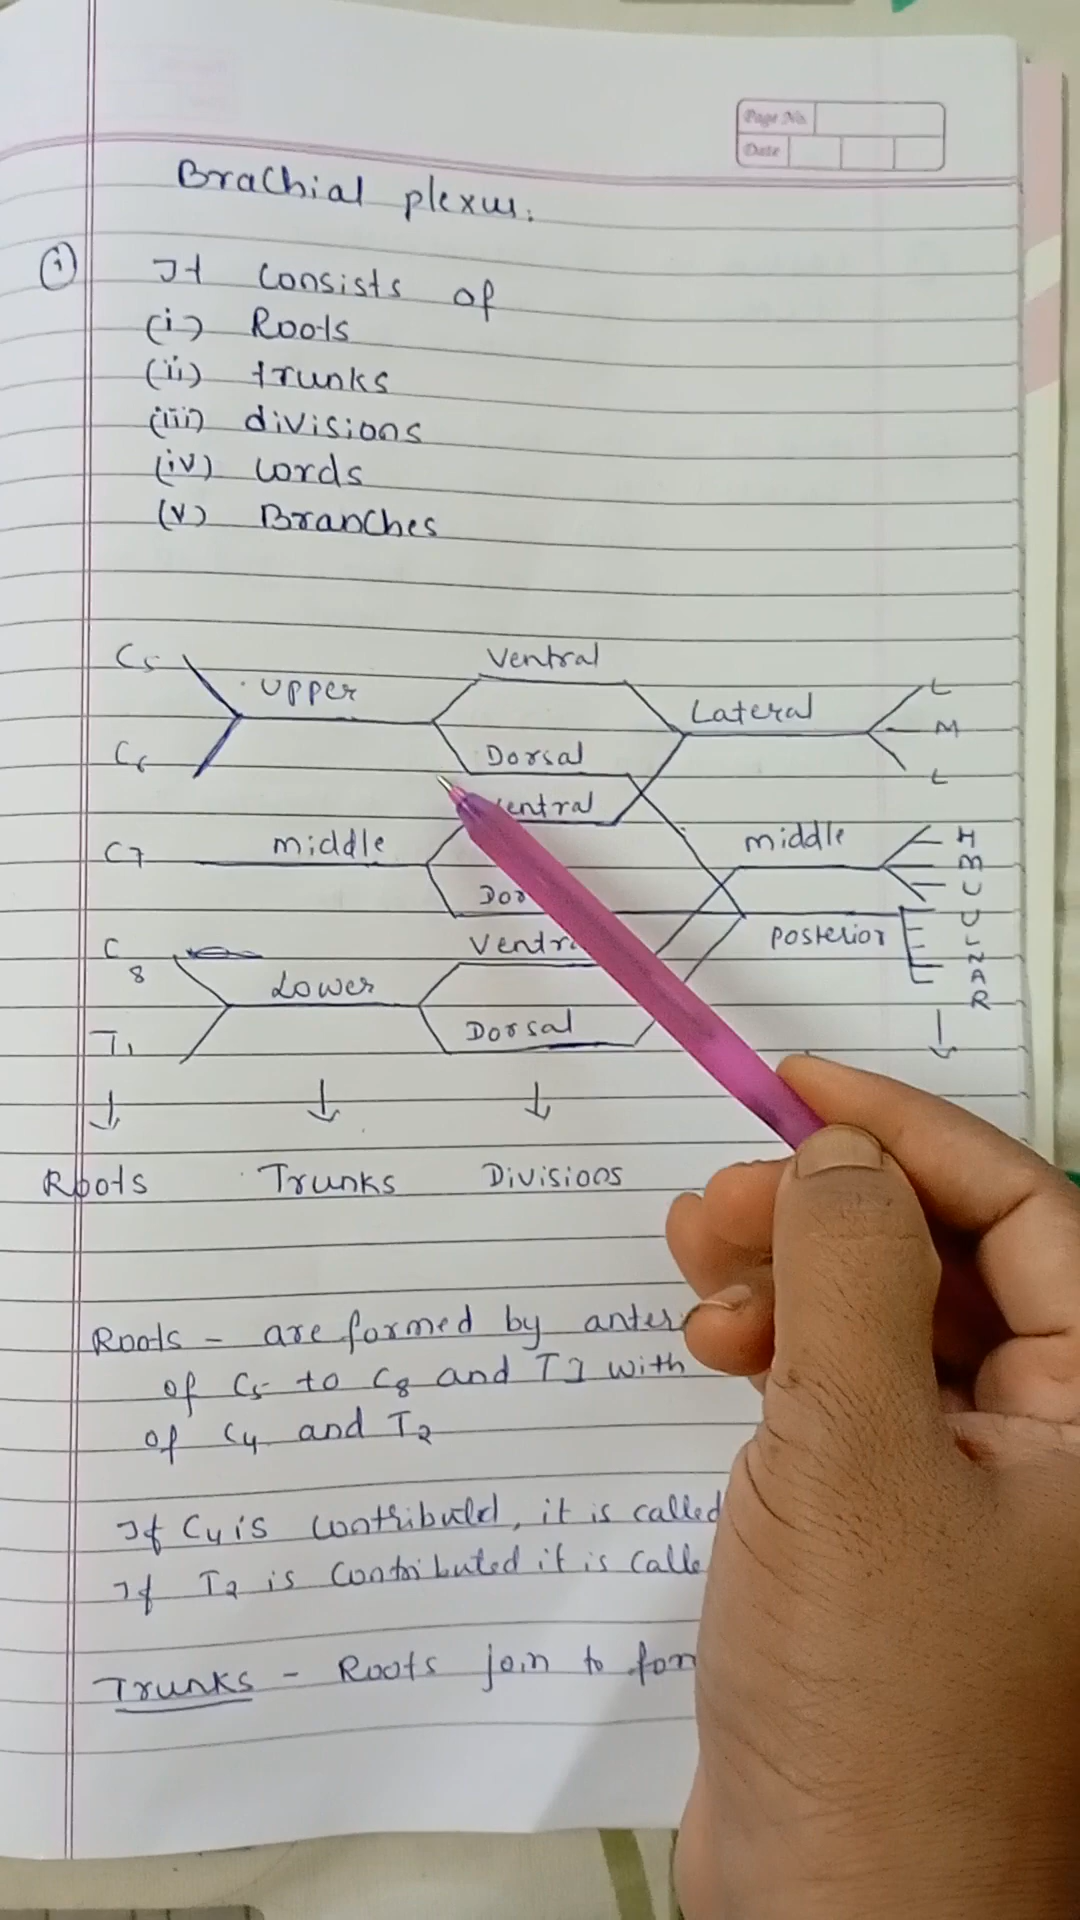 Page No.
Date
Brachial plexus.
(1) It consists of
(i) Roots
(ii) trunks
(iii) divisions
(iv) cords
(v) Branches
C5 Upper Ventral Lateral L
M
C6 Dorsal L
C7 middle ventral middle H
M
Dor U
C8 Lower Ventr posterior U
L
N
A
T1 Dorsal R
Roots Trunks Divisions
Roots - are formed by anter
of C5 to C8 and T1 with
of C4 and T2
If C4 is contributed, it is called
If T2 is contributed it is calle
Trunks - Roots join to for